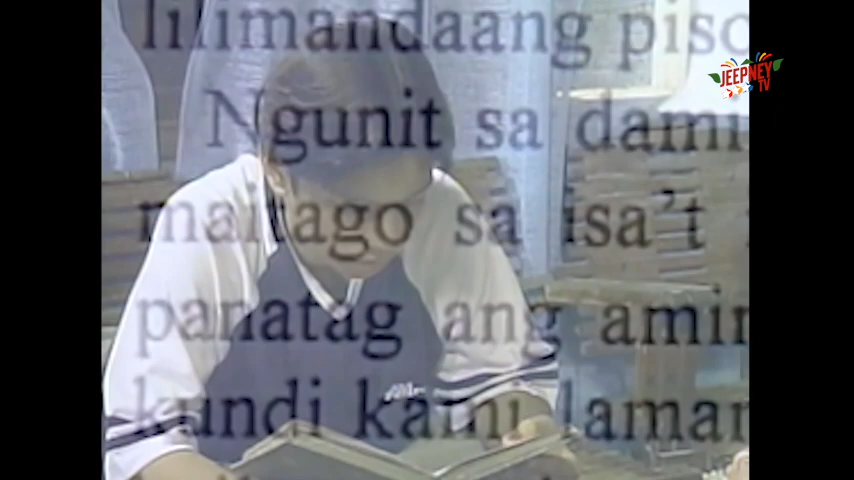 lilimandaang piso
JEEPNEY
TV
Ngunit sa dami
maitago sa isa't
panatag ang amin
kundi kami laman